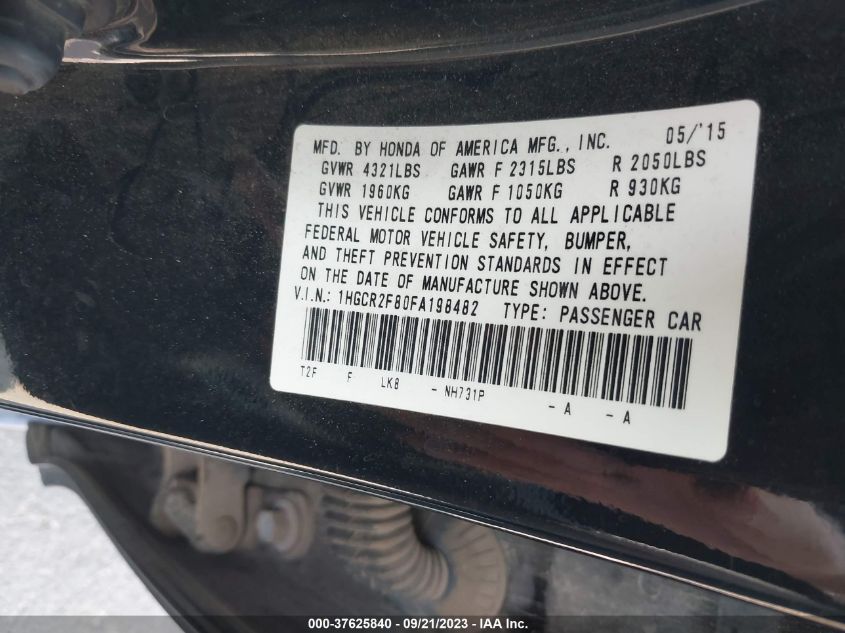 MFD. BY HONDA OF AMERICA MFG., INC. 05/'15
GVWR 4321LBS GAWR F 2315LBS R 2050LBS
GVWR 1960KG GAWR F 1050KG R 930KG
THIS VEHICLE CONFORMS TO ALL APPLICABLE
FEDERAL MOTOR VEHICLE SAFETY, BUMPER,
AND THEFT PREVENTION STANDARDS IN EFFECT
ON THE DATE OF MANUFACTURE SHOWN ABOVE.
V.I.N.: 1HGCR2F80FA198482 TYPE: PASSENGER CAR
T2F F LK8 - NH731P - A - A
000-37625840 - 09/21/2023 - IAA Inc.